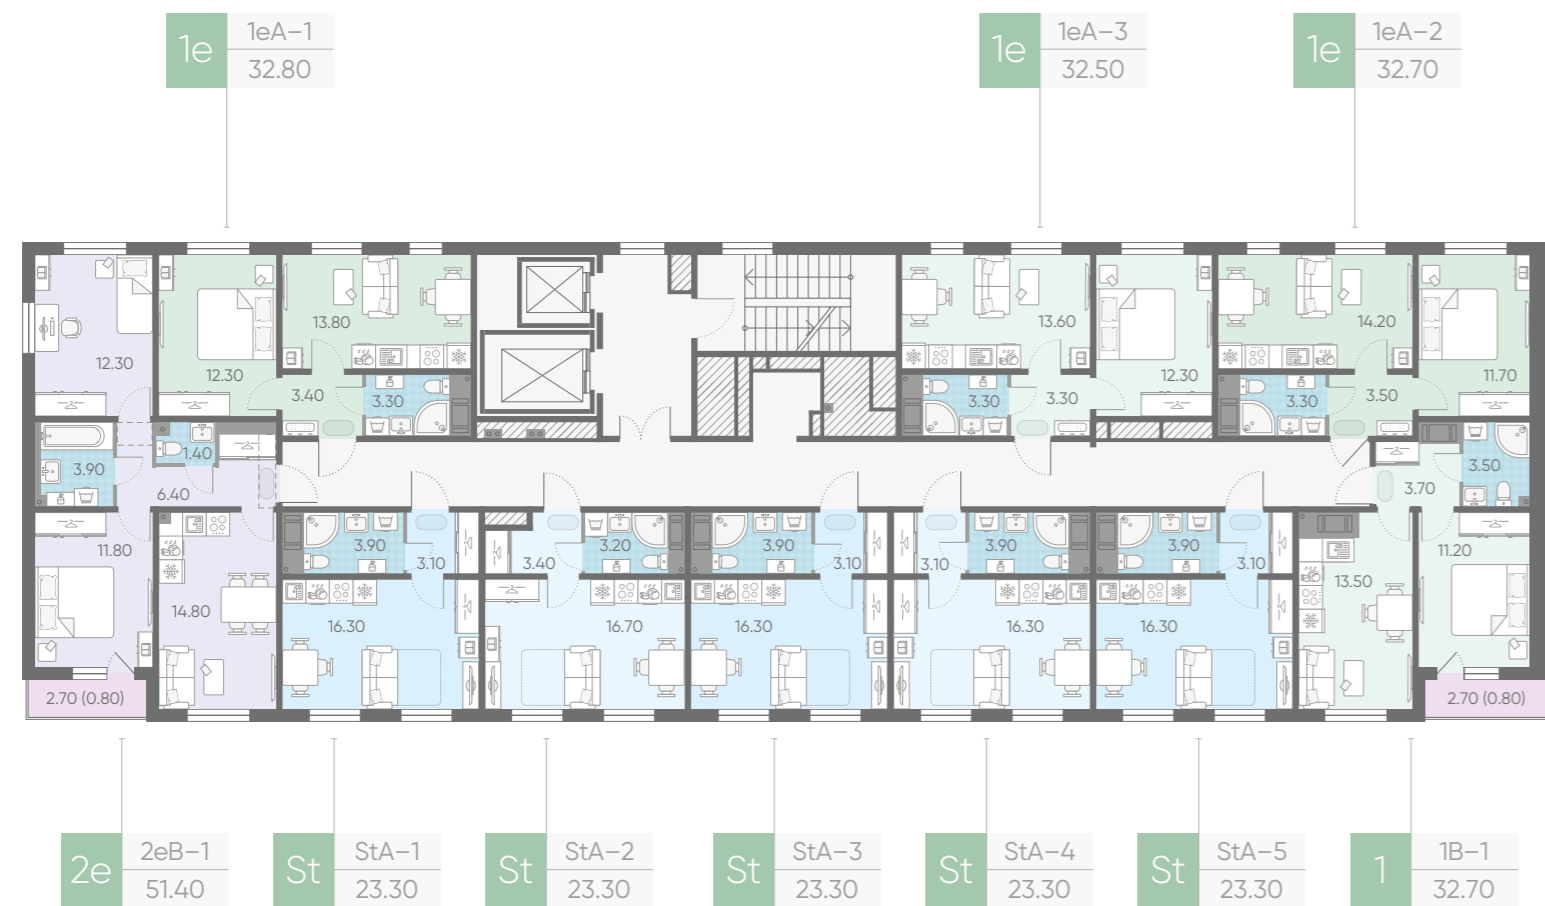 1e
1eA–1
32.80
1e
1eA–3
32.50
1e
1eA–2
32.70
12.30
12.30
13.80
3.40
3.30
13.60
12.30
3.30
3.30
14.20
11.70
3.30
3.50
3.90
1.40
6.40
3.70
3.50
11.80
14.80
3.90
3.10
16.30
3.40
3.20
16.70
3.90
3.10
16.30
3.10
3.90
16.30
3.90
3.10
16.30
13.50
11.20
2.70 (0.80)
2.70 (0.80)
2e
2eB–1
51.40
St
StA–1
23.30
St
StA–2
23.30
St
StA–3
23.30
St
StA–4
23.30
St
StA–5
23.30
1
1B–1
32.70